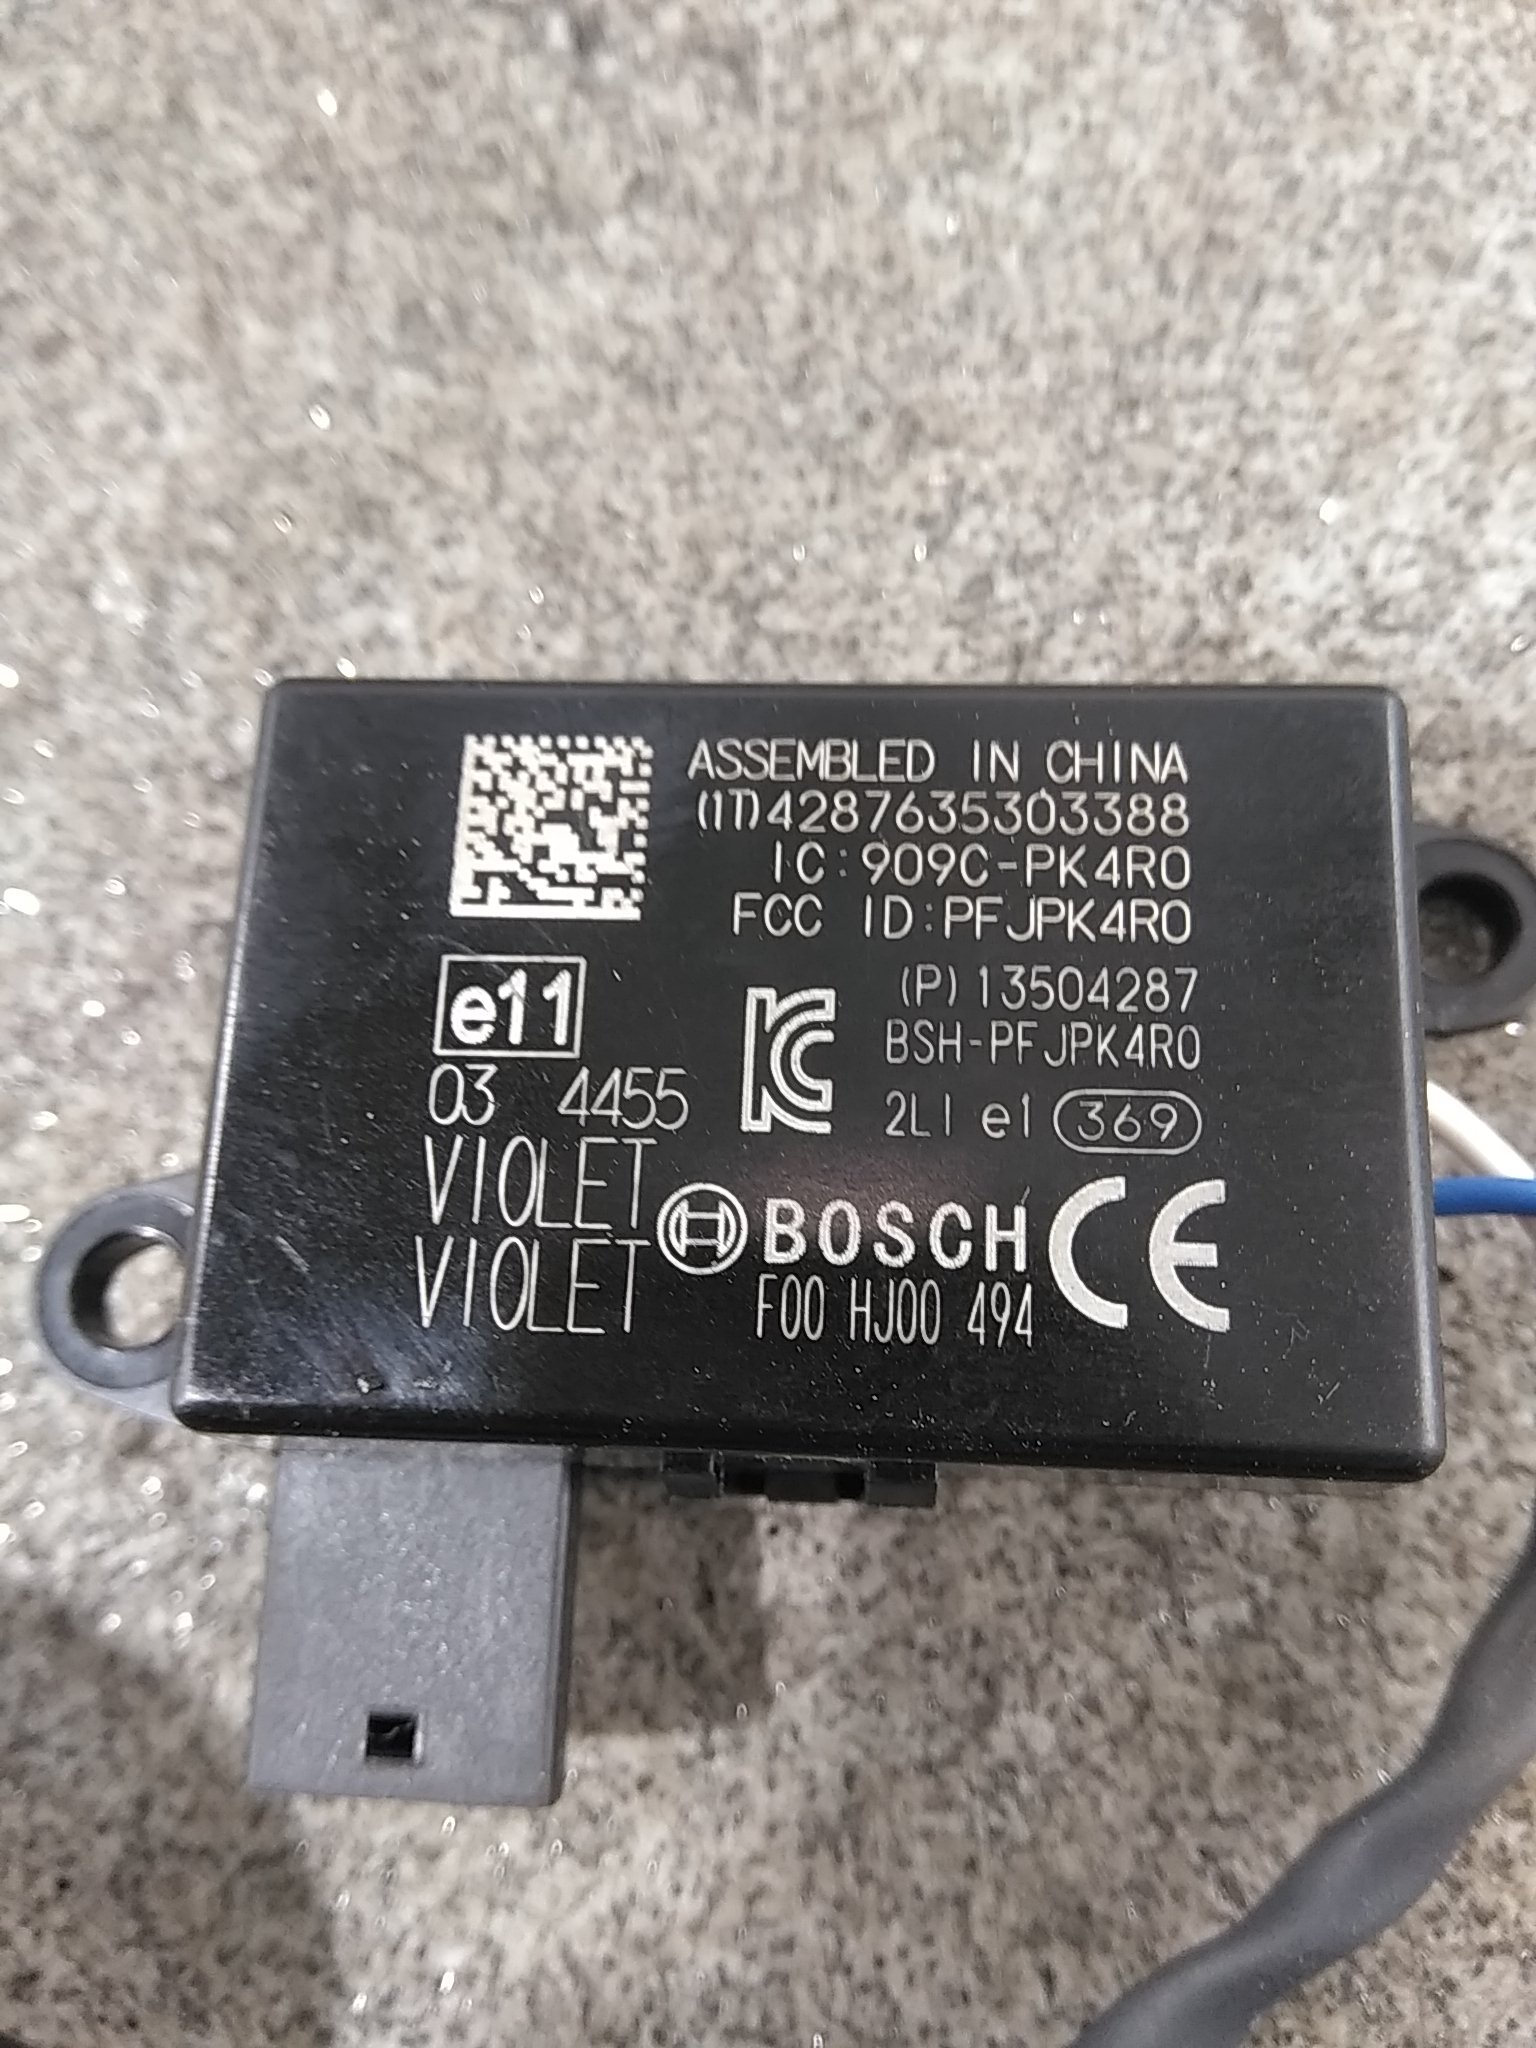 ASSEMBLED IN CHINA
(1T)4287635303388
IC:909C-PK4R0
FCC ID:PFJPK4R0
e11
(P)13504287
BSH-PFJPK4R0
03 4455
2LI e1 369
VIOLET
BOSCH CE
VIOLET
F00 HJ00 494